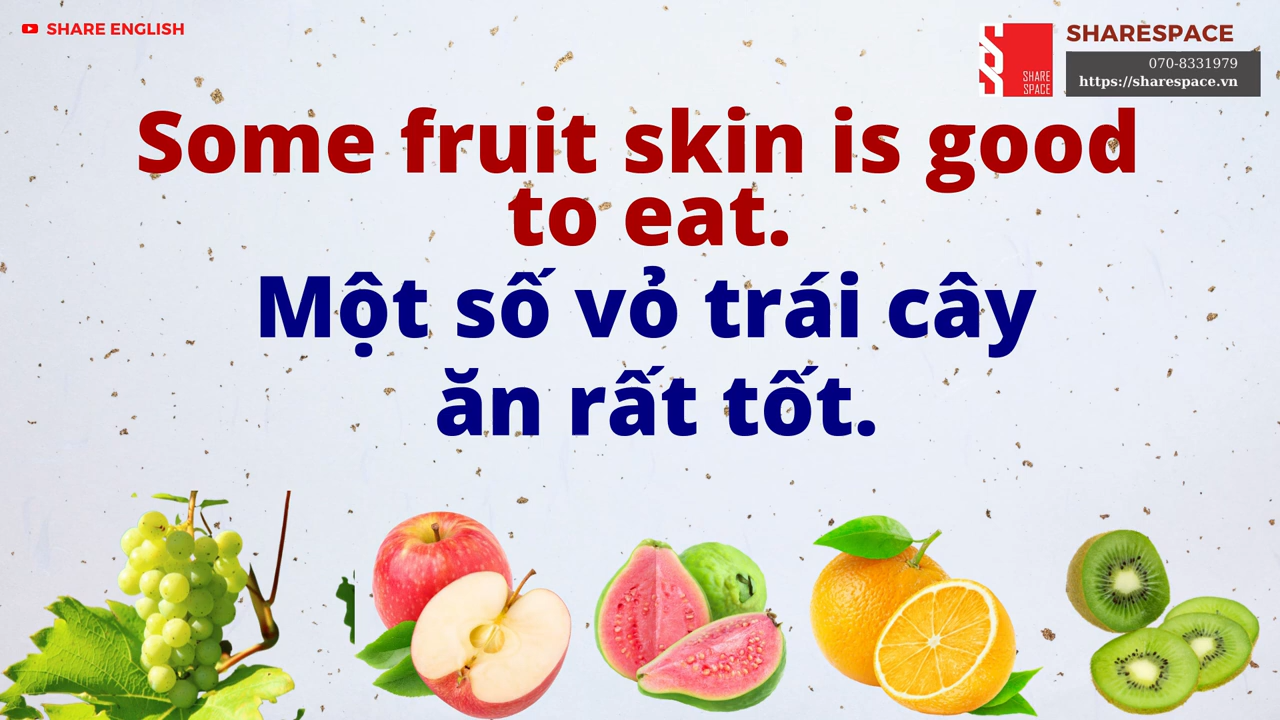 SHARE ENGLISH
SHARE
SPACE
SHARESPACE
070-8331979
https://sharespace.vn
Some fruit skin is good
to eat.
Một số vỏ trái cây
ăn rất tốt.